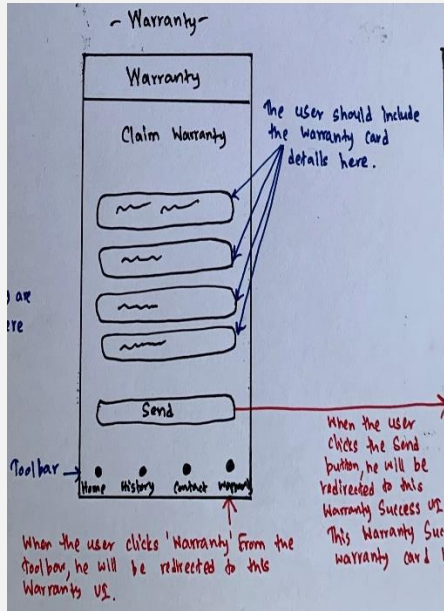 - Warranty -
Warranty
Claim Warranty
The user should include
the warranty card
details here.
are
ere
Send
Toolbar
Home History Contact Warranty
When the user
clicks the Send
button, he will be
redirected to this
Warranty Success UI
This Warranty Suc
warranty card
When the user clicks 'Warranty' From the
toolbar, he will be redirected to this
Warranty UI.